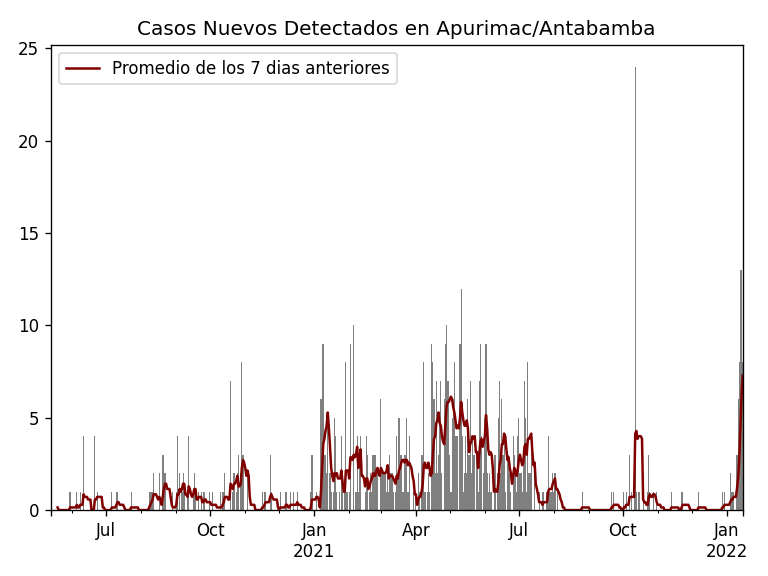 Casos Nuevos Detectados en Apurimac/Antabamba
Promedio de los 7 dias anteriores
25
20
15
10
5
0
Jul
Oct
Jan
2021
Apr
Jul
Oct
Jan
2022